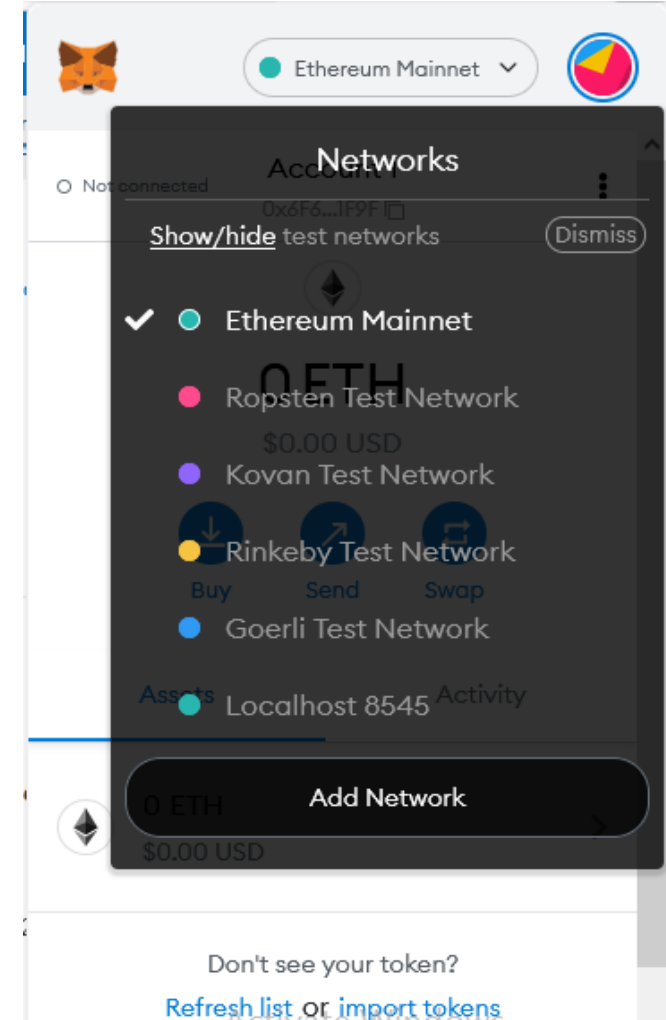 Ethereum Mainnet
Networks
Not connected
Account 1
0x6F6...1F9F
Show/hide test networks
Dismiss
Ethereum Mainnet
0 ETH
Ropsten Test Network
$0.00 USD
Kovan Test Network
Rinkeby Test Network
Buy Send Swap
Goerli Test Network
Assets Activity
Localhost 8545
Add Network
0 ETH
$0.00 USD
Don't see your token?
Refresh list or import tokens
Activate Windows